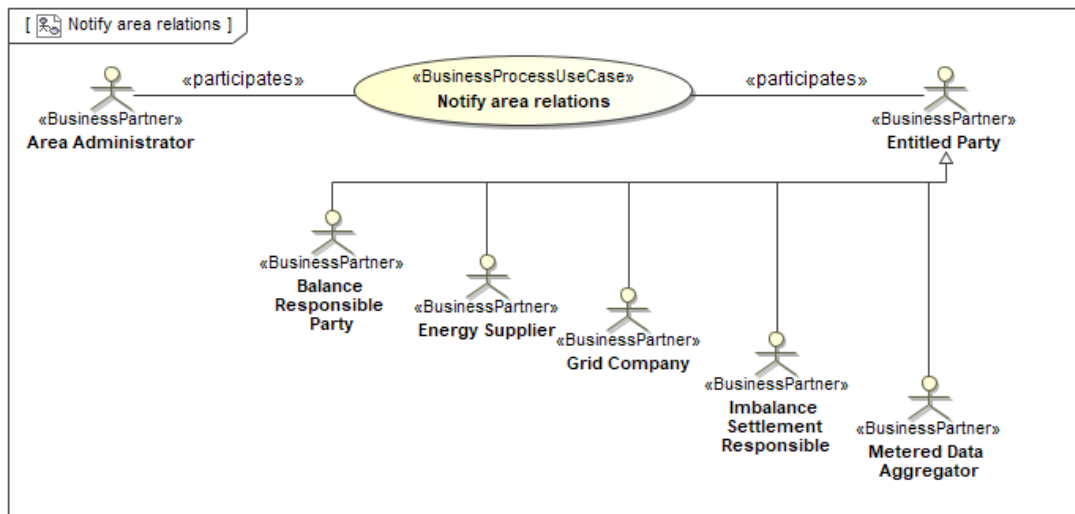 [ Notify area relations ]
«participates»
«BusinessProcessUseCase»
Notify area relations
«participates»
«BusinessPartner»
Area Administrator
«BusinessPartner»
Entitled Party
«BusinessPartner»
Balance
Responsible
Party
«BusinessPartner»
Energy Supplier
«BusinessPartner»
Grid Company
«BusinessPartner»
Imbalance
Settlement
Responsible
«BusinessPartner»
Metered Data
Aggregator